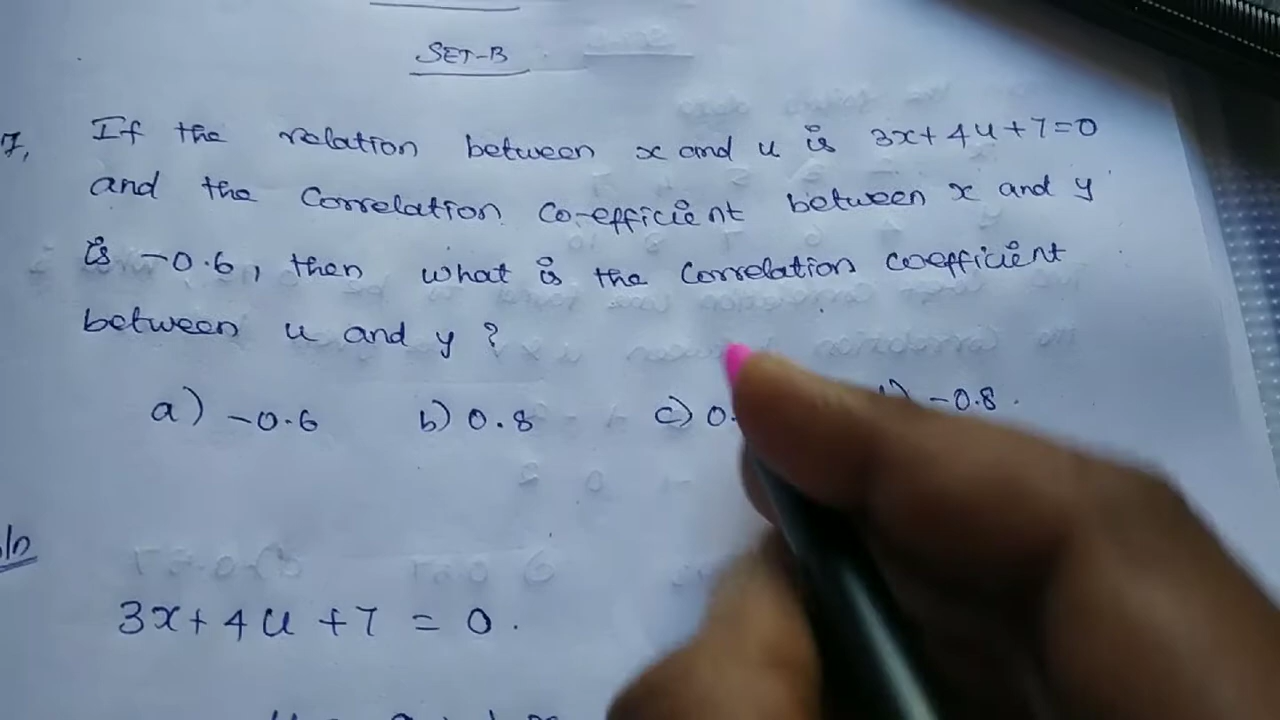 SET-B
7, If the relation between x and u is 3x+4u+7=0
and the Correlation Co-efficient between x and y
is -0.6, then what is the Correlation coefficient
between u and y?
a) -0.6 b) 0.8 c) 0. -0.8.
3x+4u+7 = 0.